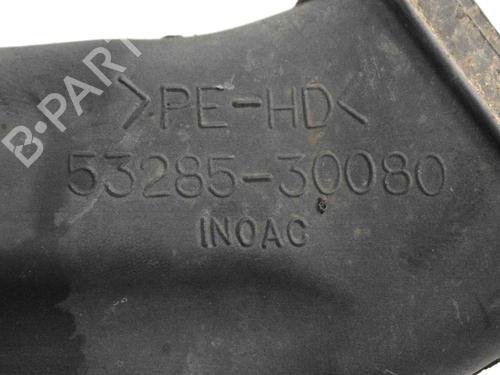 >PE-HD<
53285-30080
INOAC
B-PARTS